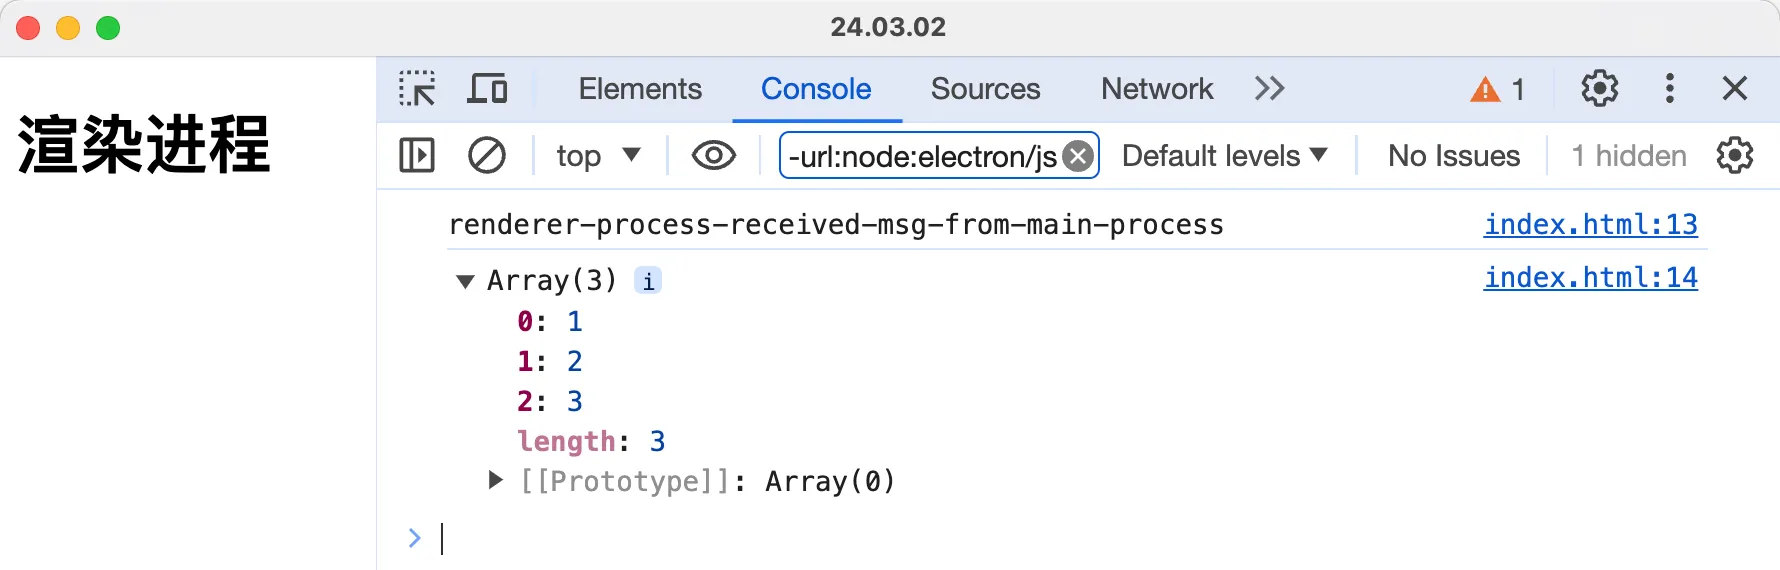 24.03.02
渲染进程
Elements Console Sources Network 1
top -url:node:electron/js Default levels No Issues 1 hidden
renderer-process-received-msg-from-main-process index.html:13
Array(3) i index.html:14
0: 1
1: 2
2: 3
length: 3
[[Prototype]]: Array(0)